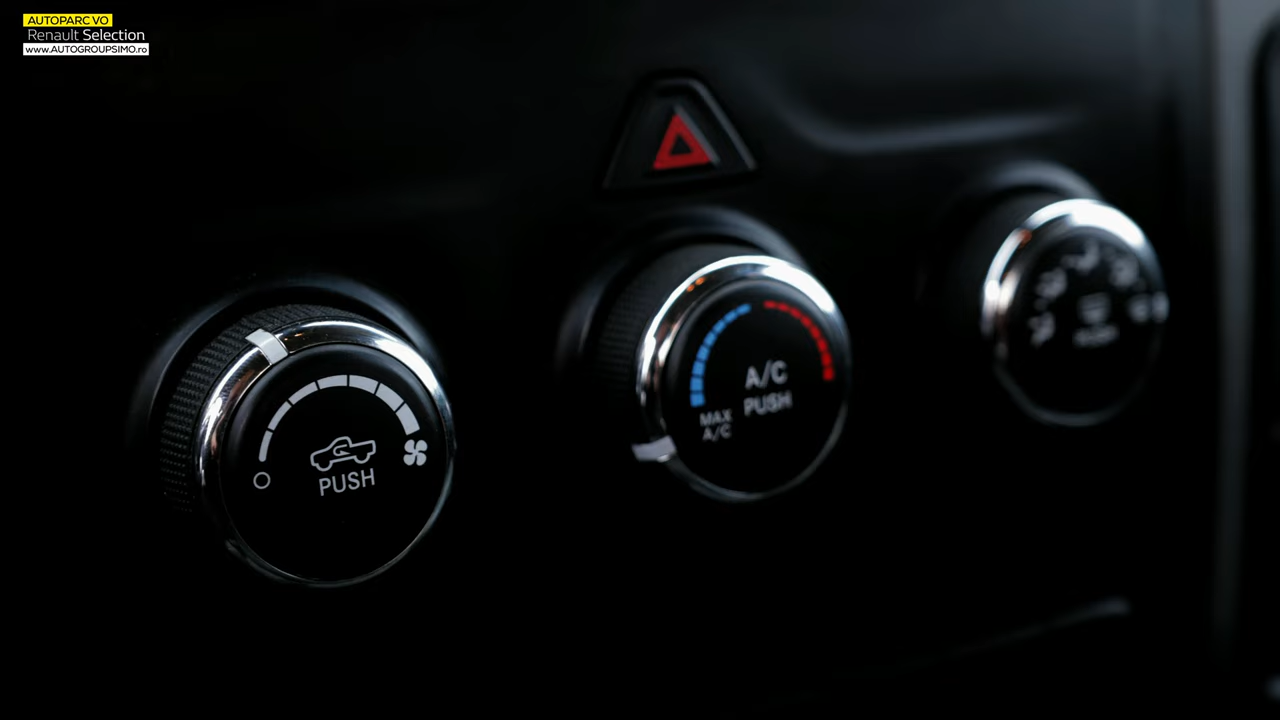 AUTOPARC VO
Renault Selection
www.AUTOGROUPSIMO.ro
A/C
PUSH
MAX
A/C
PUSH